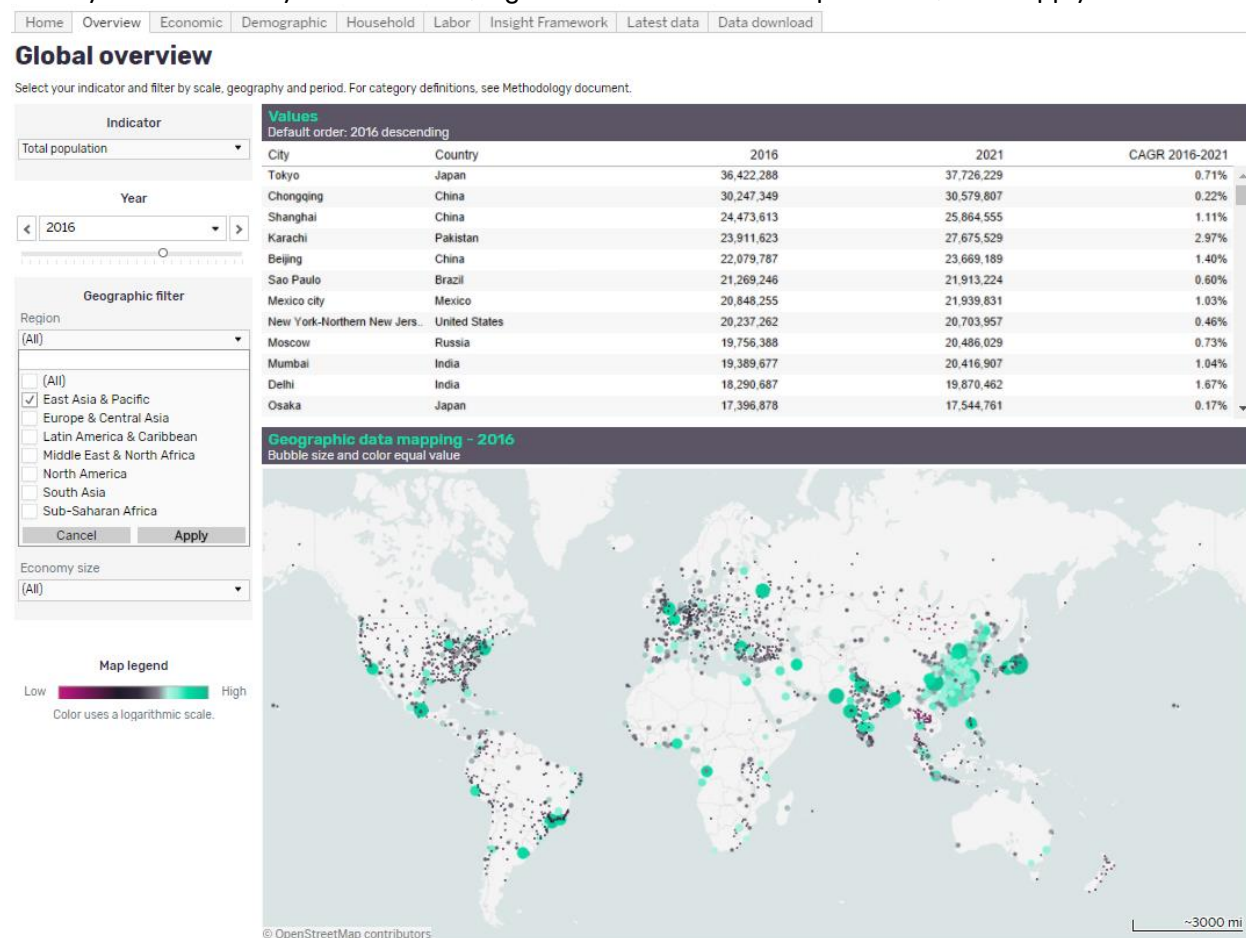 Home Overview Economic Demographic Household Labor Insight Framework Latest data Data download
Global overview
Select your indicator and filter by scale, geography and period. For category definitions, see Methodology document.
Indicator
Total population
Year
2016
Geographic filter
Region
(All)
(All)
East Asia & Pacific
Europe & Central Asia
Latin America & Caribbean
Middle East & North Africa
North America
South Asia
Sub-Saharan Africa
Cancel Apply
Economy size
(All)
Map legend
Low High
Color uses a logarithmic scale.
Values
Default order: 2016 descending
City Country 2016 2021 CAGR 2016-2021
Tokyo Japan 36,422,288 37,726,229 0.71%
Chongqing China 30,247,349 30,579,807 0.22%
Shanghai China 24,473,613 25,864,555 1.11%
Karachi Pakistan 23,911,623 27,675,529 2.97%
Beijing China 22,079,787 23,669,189 1.40%
Sao Paulo Brazil 21,269,246 21,913,224 0.60%
Mexico city Mexico 20,848,255 21,939,831 1.03%
New York-Northern New Jers.. United States 20,237,262 20,703,957 0.46%
Moscow Russia 19,756,388 20,486,029 0.73%
Mumbai India 19,389,677 20,416,907 1.04%
Delhi India 18,290,687 19,870,462 1.67%
Osaka Japan 17,396,878 17,544,761 0.17%
Geographic data mapping - 2016
Bubble size and color equal value
~3000 mi
© OpenStreetMap contributors